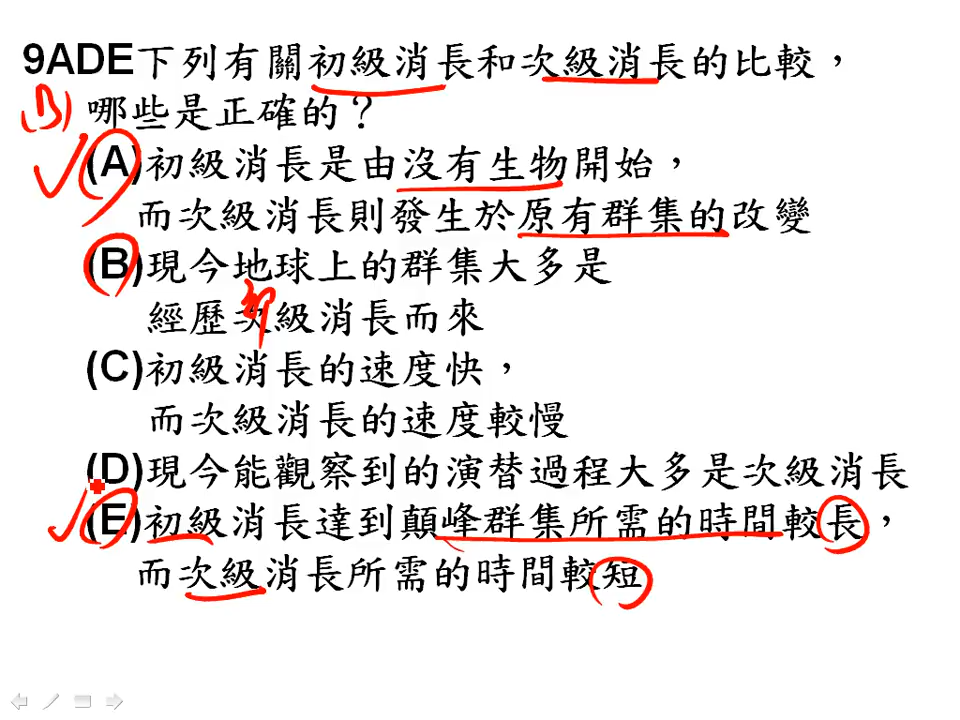 9ADE下列有關初級消長和次級消長的比較，
(B) 哪些是正確的？
(A)初級消長是由沒有生物開始，
而次級消長則發生於原有群集的改變
(B)現今地球上的群集大多是
初
經歷次級消長而來
(C)初級消長的速度快，
而次級消長的速度較慢
(D)現今能觀察到的演替過程大多是次級消長
(E)初級消長達到顛峰群集所需的時間較長，
而次級消長所需的時間較短